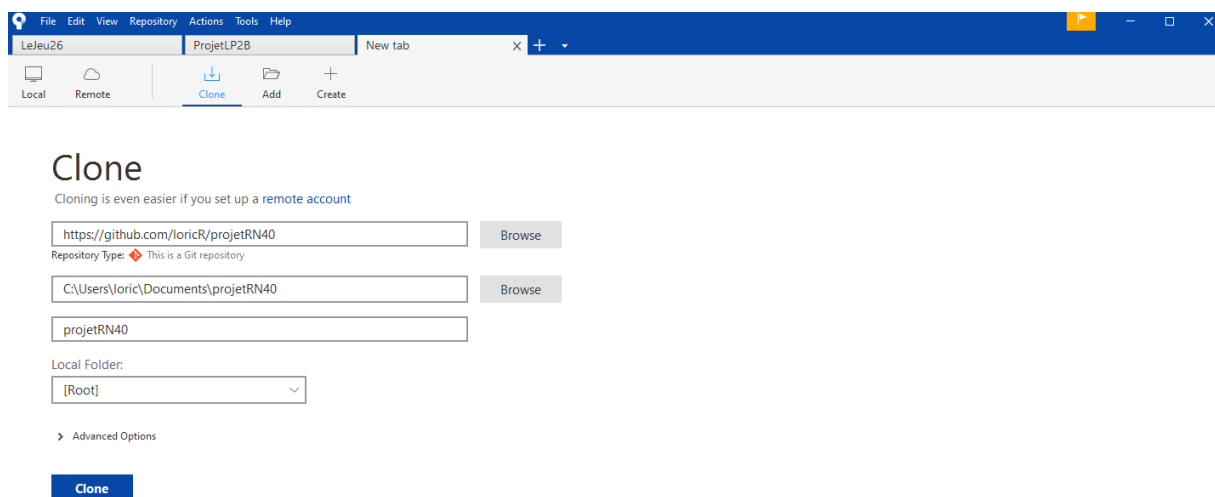 File Edit View Repository Actions Tools Help
LeJeu26 ProjetLP2B New tab
Local Remote Clone Add Create
Clone
Cloning is even easier if you set up a remote account
https://github.com/loricR/projetRN40 Browse
Repository Type: This is a Git repository
C:\Users\loric\Documents\projetRN40 Browse
projetRN40
Local Folder:
[Root]
Advanced Options
Clone